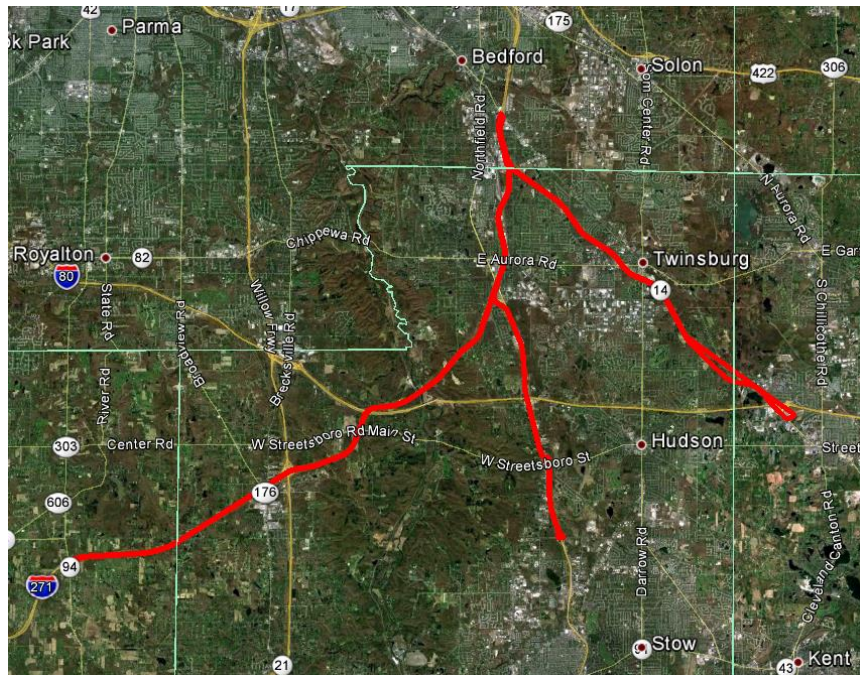 42
Parma
17
175
ok Park
Bedford
Solon
422
306
om Center Rd
Northfield Rd
N Aurora Rd
Chippewa Rd
Royalton
82
E Aurora Rd
Twinsburg
E Gar
80
14
State Rd
Willow Frwy
Broadview Rd
Brecksville Rd
S Chillicothe Rd
River Rd
303
Center Rd
W Streetsboro Rd
Main St
W Streetsboro St
Hudson
Street
176
606
94
271
Darrow Rd
Cleveland Canton Rd
Stow
21
43
Kent